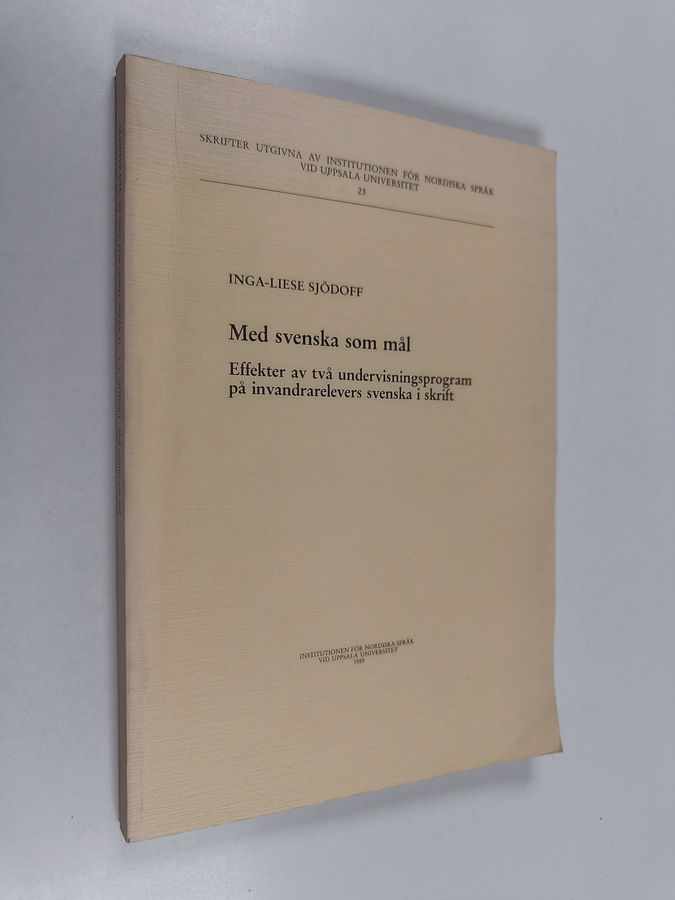 SKRIFTER UTGIVNA AV INSTITUTIONEN FÖR NORDISKA SPRÅK
VID UPPSALA UNIVERSITET
23
INGA-LIESE SJÖDOFF
Med svenska som mål
Effekter av två undervisningsprogram
på invandrarelevers svenska i skrift
INSTITUTIONEN FÖR NORDISKA SPRÅK
VID UPPSALA UNIVERSITET
1989